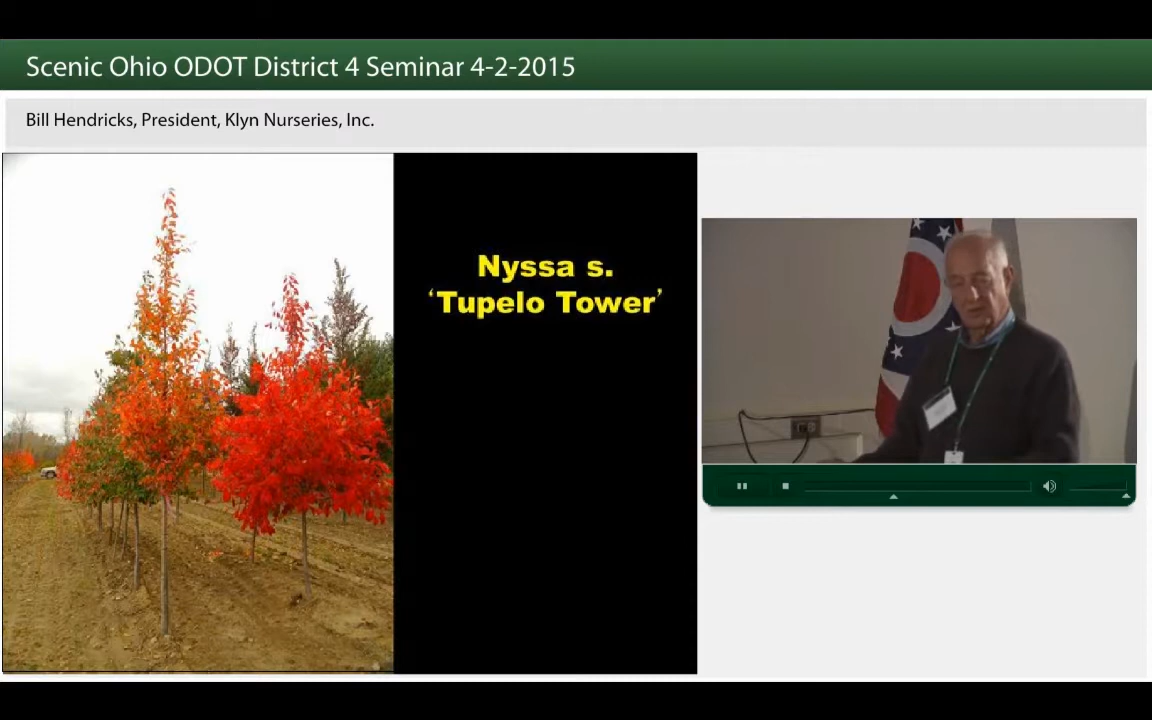 Scenic Ohio ODOT District 4 Seminar 4-2-2015
Bill Hendricks, President, Klyn Nurseries, Inc.
Nyssa s.
‘Tupelo Tower’